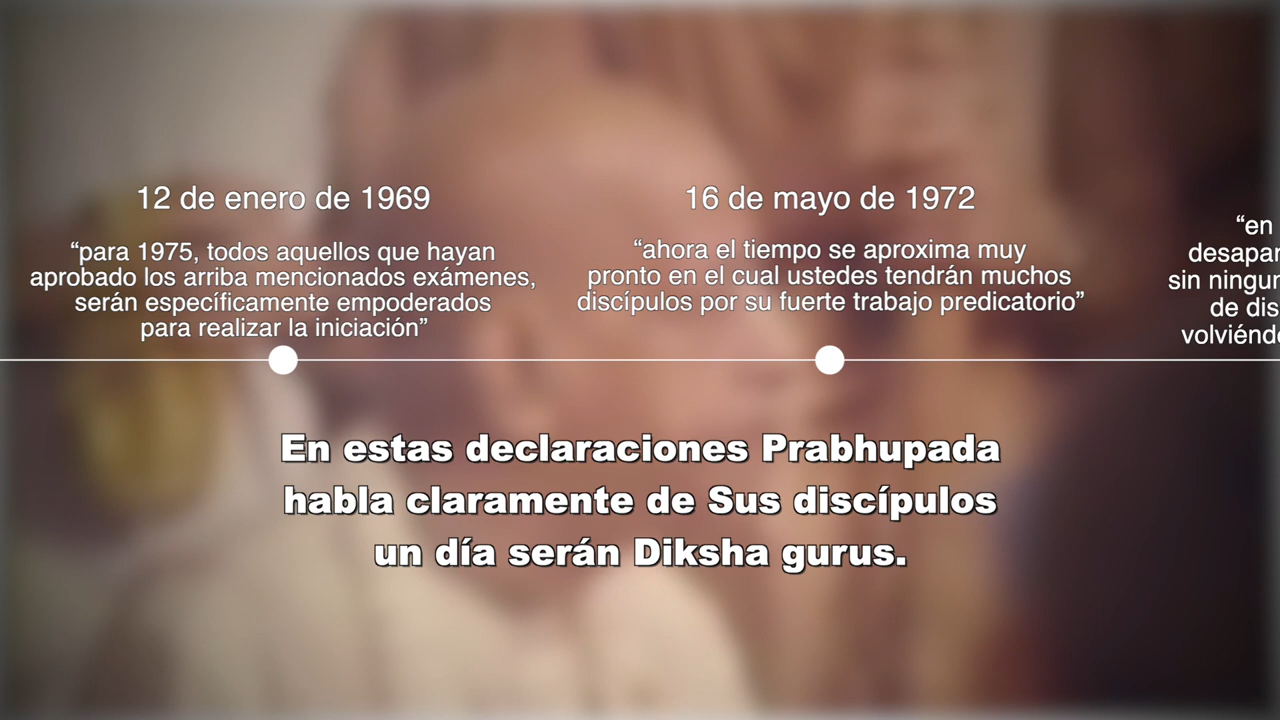 12 de enero de 1969
“para 1975, todos aquellos que hayan
aprobado los arriba mencionados exámenes,
serán específicamente empoderados
para realizar la iniciación”
16 de mayo de 1972
“ahora el tiempo se aproxima muy
pronto en el cual ustedes tendrán muchos
discípulos por su fuerte trabajo predicatorio”
“en
sin
de
En estas declaraciones Prabhupada
habla claramente de Sus discípulos
un día serán Diksha gurus.